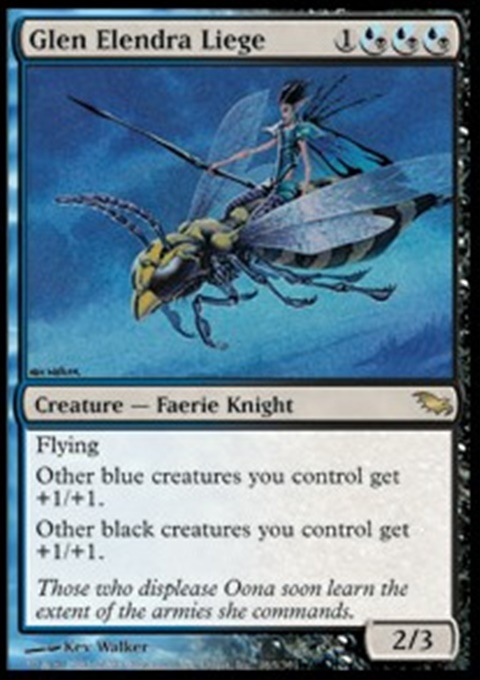 Glen Elendra Liege 1
Creature — Faerie Knight
Flying
Other blue creatures you control get
+1/+1.
Other black creatures you control get
+1/+1.
Those who displease Oona soon learn the
extent of the armies she commands.
Kev Walker
2/3